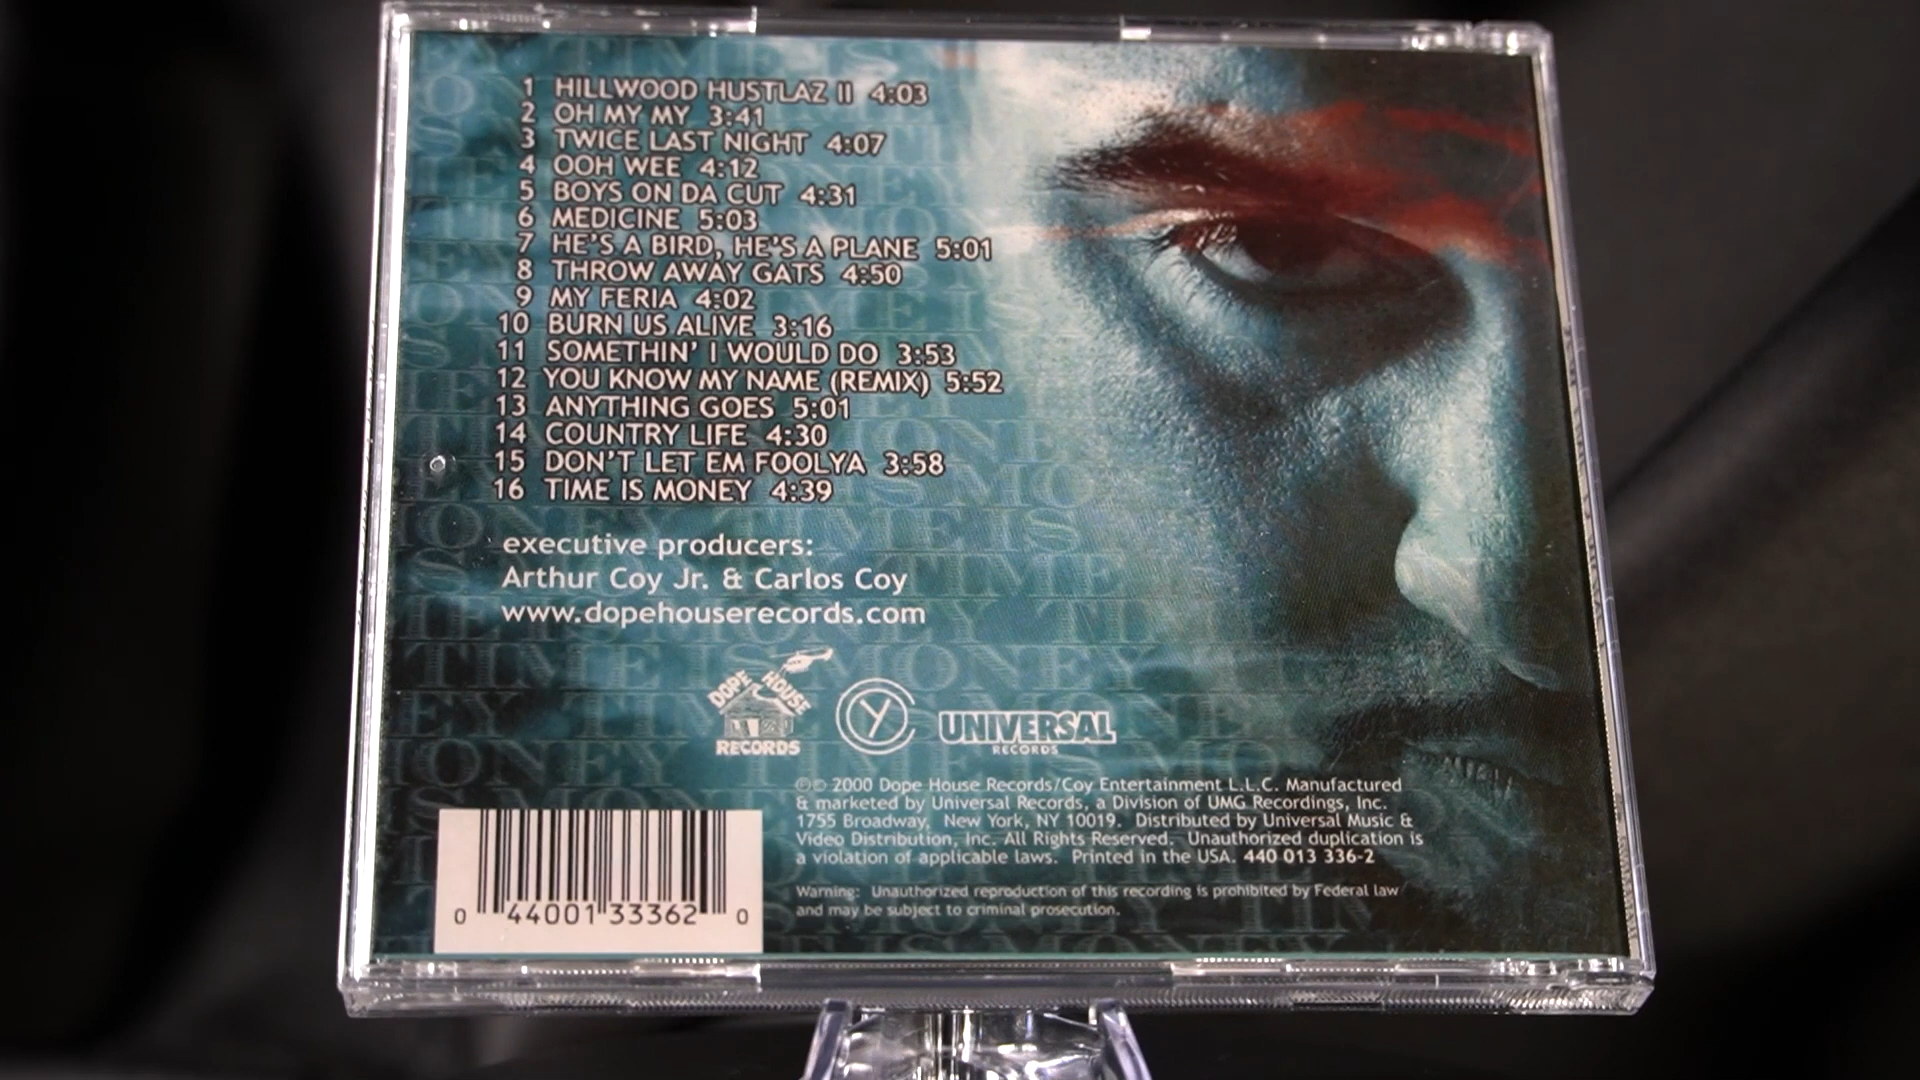 1 HILLWOOD HUSTLAZ II 4:03
2 OH MY MY 3:41
3 TWICE LAST NIGHT 4:07
4 OOH WEE 4:12
5 BOYS ON DA CUT 4:31
6 MEDICINE 5:03
7 HE'S A BIRD, HE'S A PLANE 5:01
8 THROW AWAY GATS 4:50
9 MY FERIA 4:02
10 BURN US ALIVE 3:16
11 SOMETHIN' I WOULD DO 3:53
12 YOU KNOW MY NAME (REMIX) 5:52
13 ANYTHING GOES 5:01
14 COUNTRY LIFE 4:30
15 DON'T LET EM FOOLYA 3:58
16 TIME IS MONEY 4:39
executive producers:
Arthur Coy Jr. & Carlos Coy
www.dopehouserecords.com
DOPE HOUSE
RECORDS
CY
UNIVERSAL
RECORDS
℗© 2000 Dope House Records/Coy Entertainment L.L.C. Manufactured
& marketed by Universal Records, a Division of UMG Recordings, Inc.
1755 Broadway, New York, NY 10019. Distributed by Universal Music &
Video Distribution, Inc. All Rights Reserved. Unauthorized duplication is
a violation of applicable laws. Printed in the USA. 440 013 336-2
Warning: Unauthorized reproduction of this recording is prohibited by Federal law
and may be subject to criminal prosecution.
0 44001 33362 0